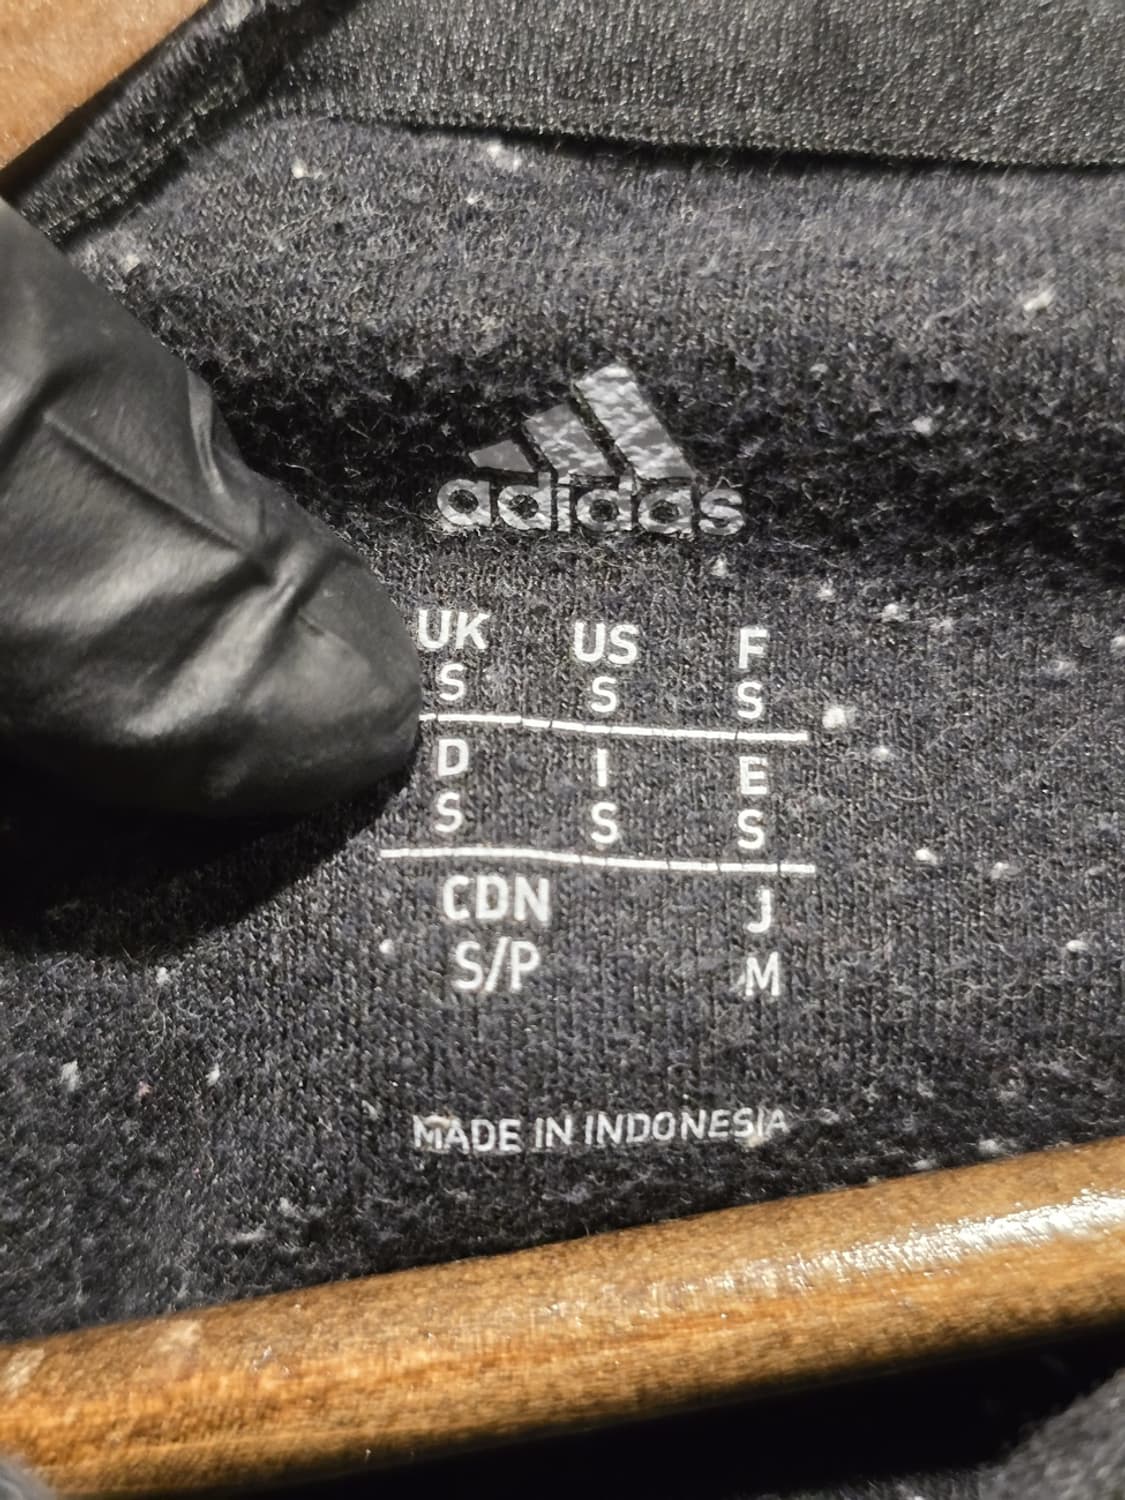 adidas
UK US F
S S S
D I E
S S S
CDN J
S/P M
MADE IN INDONESIA